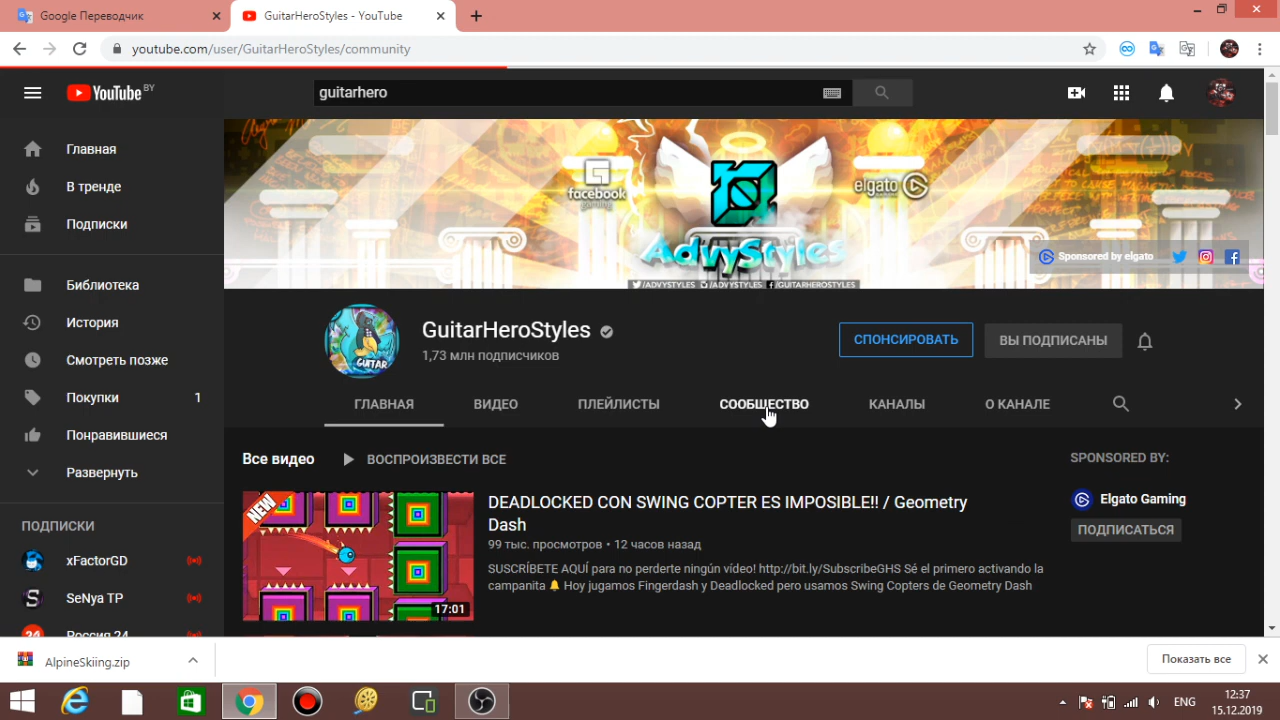 Google Переводчик
GuitarHeroStyles - YouTube
youtube.com/user/GuitarHeroStyles/community
YouTube BY
guitarhero
Главная
В тренде
Подписки
Библиотека
История
Смотреть позже
Покупки 1
Понравившиеся
Развернуть
ПОДПИСКИ
xFactorGD
SeNya TP
Россия 24
facebook
gaming
elgato
AdvyStyles
/ADVYSTYLES /ADVYSTYLES /GUITARHEROSTYLES
Sponsored by elgato
GUITAR
GuitarHeroStyles
1,73 млн подписчиков
СПОНСИРОВАТЬ
ВЫ ПОДПИСАНЫ
ГЛАВНАЯ
ВИДЕО
ПЛЕЙЛИСТЫ
СООБЩЕСТВО
КАНАЛЫ
О КАНАЛЕ
Все видео
ВОСПРОИЗВЕСТИ ВСЕ
NEW
17:01
DEADLOCKED CON SWING COPTER ES IMPOSIBLE!! / Geometry
Dash
99 тыс. просмотров • 12 часов назад
SUSCRÍBETE AQUÍ para no perderte ningún vídeo! http://bit.ly/SubscribeGHS Sé el primero activando la
campanita 🔔 Hoy jugamos Fingerdash y Deadlocked pero usamos Swing Copters de Geometry Dash
SPONSORED BY:
Elgato Gaming
ПОДПИСАТЬСЯ
AlpineSkiing.zip
Показать все
ENG
12:37
15.12.2019